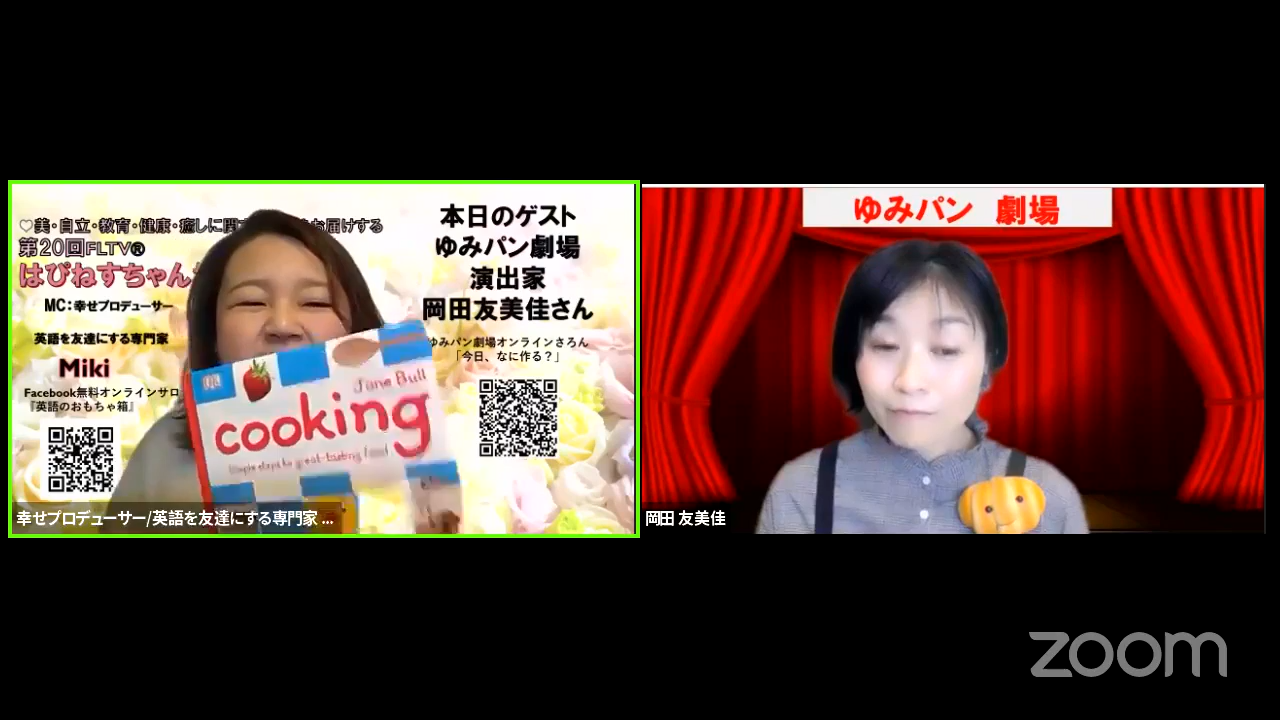 ♡美・自立・教育・健康・癒しに関
お届けする
第20回FLTV®
はぴねすちゃん
MC:幸せプロデューサー
英語を友達にする専門家
Miki
Facebook無料オンラインサロ
『英語のおもちゃ箱』
本日のゲスト
ゆみパン劇場
演出家
岡田友美佳さん
ゆみパン劇場オンラインさろん
「今日、なに作る?」
DK
Jane Bull
cooking
simple steps to great-tasting food
幸せプロデューサー/英語を友達にする専門家 ...
ゆみパン 劇場
岡田 友美佳
zoom